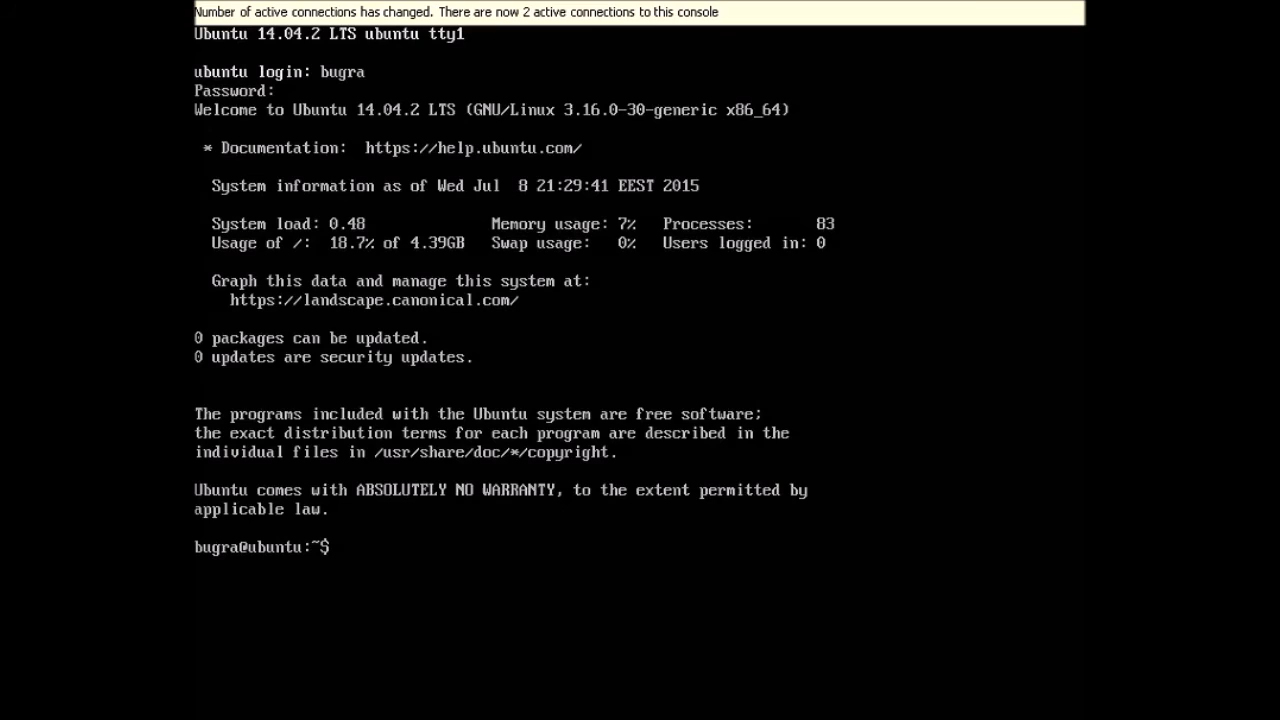 Number of active connections has changed. There are now 2 active connections to this console
Ubuntu 14.04.2 LTS ubuntu tty1
ubuntu login: bugra
Password:
Welcome to Ubuntu 14.04.2 LTS (GNU/Linux 3.16.0-30-generic x86_64)
* Documentation:  https://help.ubuntu.com/
System information as of Wed Jul  8 21:29:41 EEST 2015
System load: 0.48              Memory usage: 7%   Processes:       83
Usage of /:  18.7% of 4.39GB   Swap usage:   0%   Users logged in: 0
Graph this data and manage this system at:
https://landscape.canonical.com/
0 packages can be updated.
0 updates are security updates.
The programs included with the Ubuntu system are free software;
the exact distribution terms for each program are described in the
individual files in /usr/share/doc/*/copyright.
Ubuntu comes with ABSOLUTELY NO WARRANTY, to the extent permitted by
applicable law.
bugra@ubuntu:~$